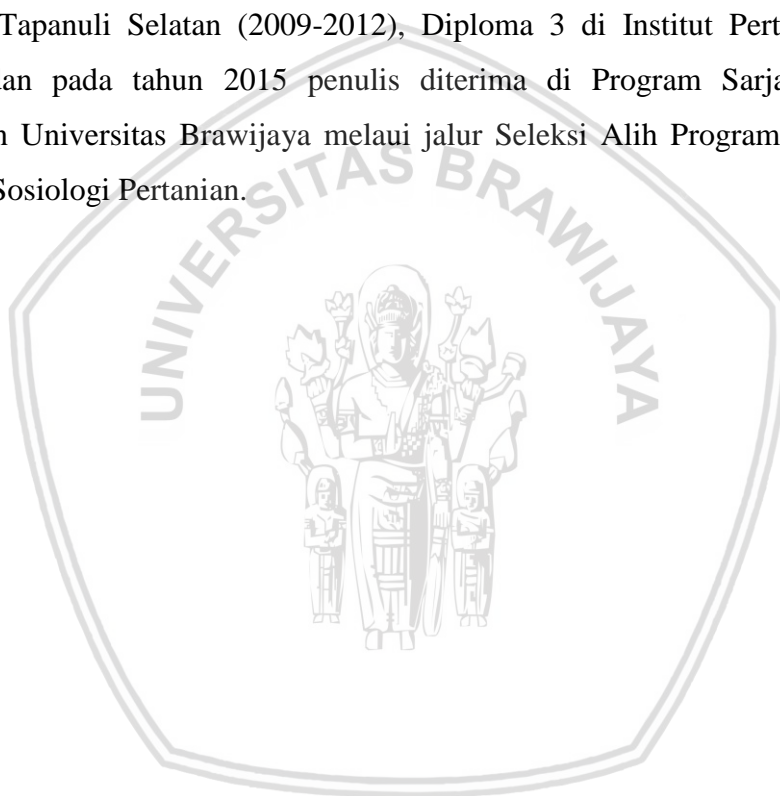 Tapanuli Selatan (2009-2012), Diploma 3 di Institut Pert
pada tahun 2015 penulis diterima di Program Sarja
Universitas Brawijaya melaui jalur Seleksi Alih Program
Sosiologi Pertanian.
UNIVERSITAS BRAWIJAYA